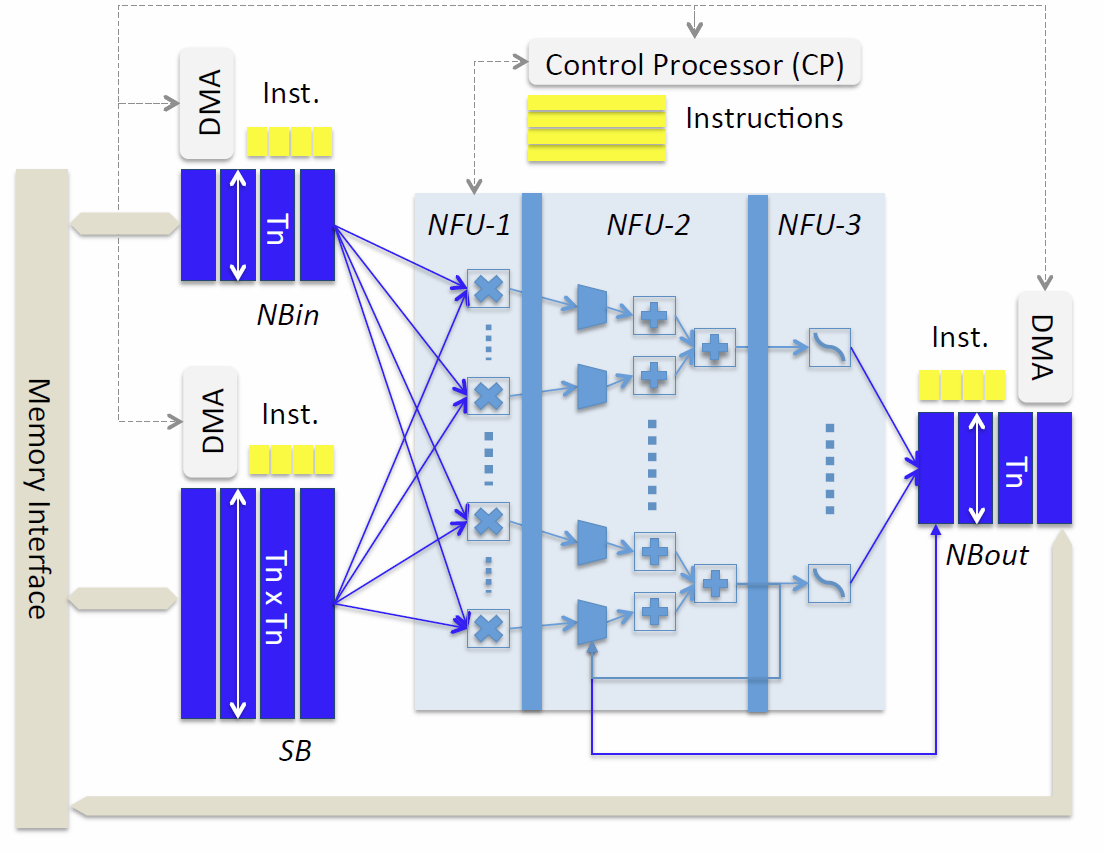 Control Processor (CP)
DMA
Inst.
Instructions
Tn
NFU-1
NFU-2
NFU-3
NBin
DMA
Inst.
Inst.
DMA
Memory Interface
Tn x Tn
Tn
NBout
SB